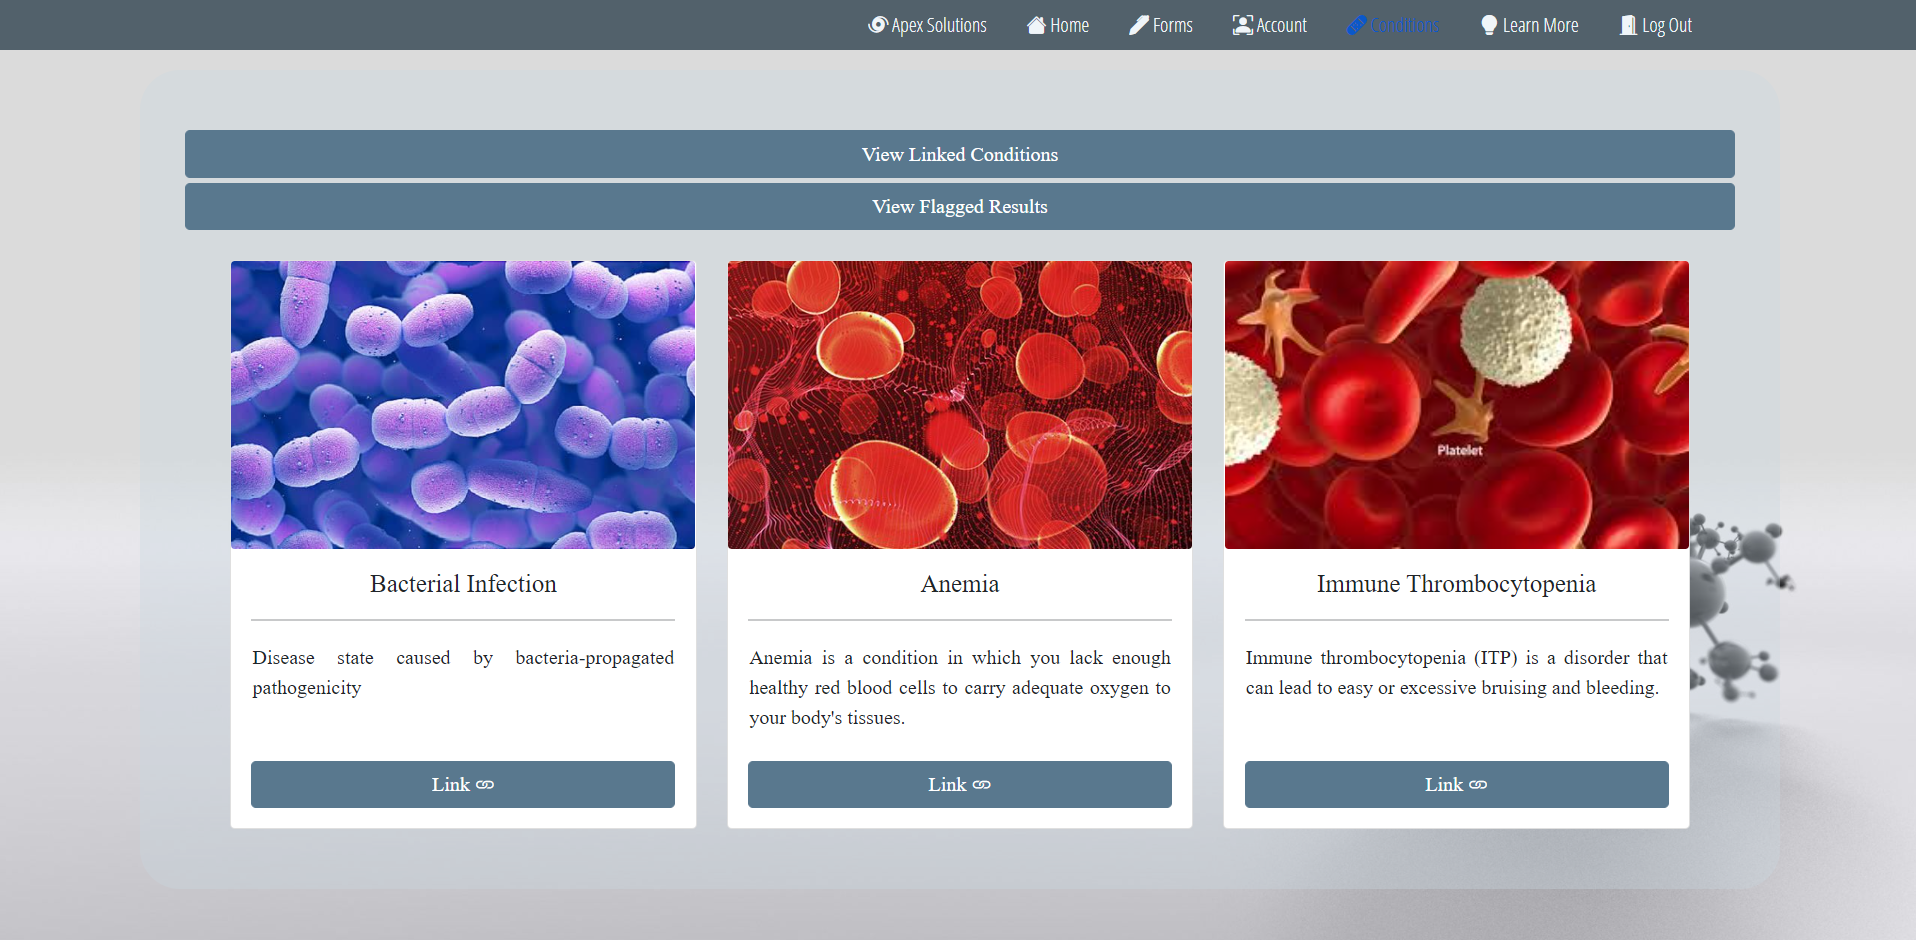 Apex Solutions Home Forms Account Conditions Learn More Log Out
View Linked Conditions
View Flagged Results
Platelet
Bacterial Infection
Disease state caused by bacteria-propagated
pathogenicity
Link
Anemia
Anemia is a condition in which you lack enough
healthy red blood cells to carry adequate oxygen to
your body's tissues.
Link
Immune Thrombocytopenia
Immune thrombocytopenia (ITP) is a disorder that
can lead to easy or excessive bruising and bleeding.
Link